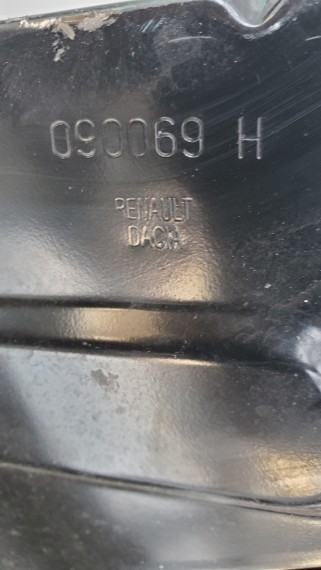 090069 H
RENAULT
DACIA